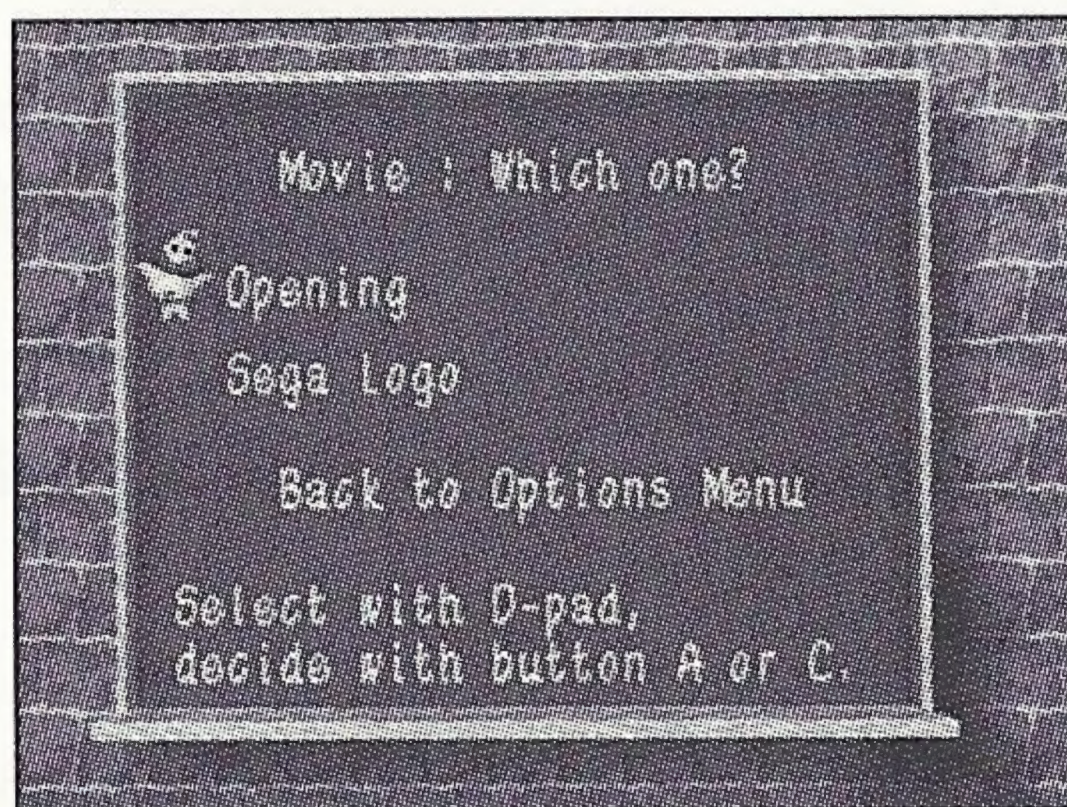 Movie : Which one?
Opening
Sega Logo
Back to Options Menu
Select with D-pad,
decide with button A or C.